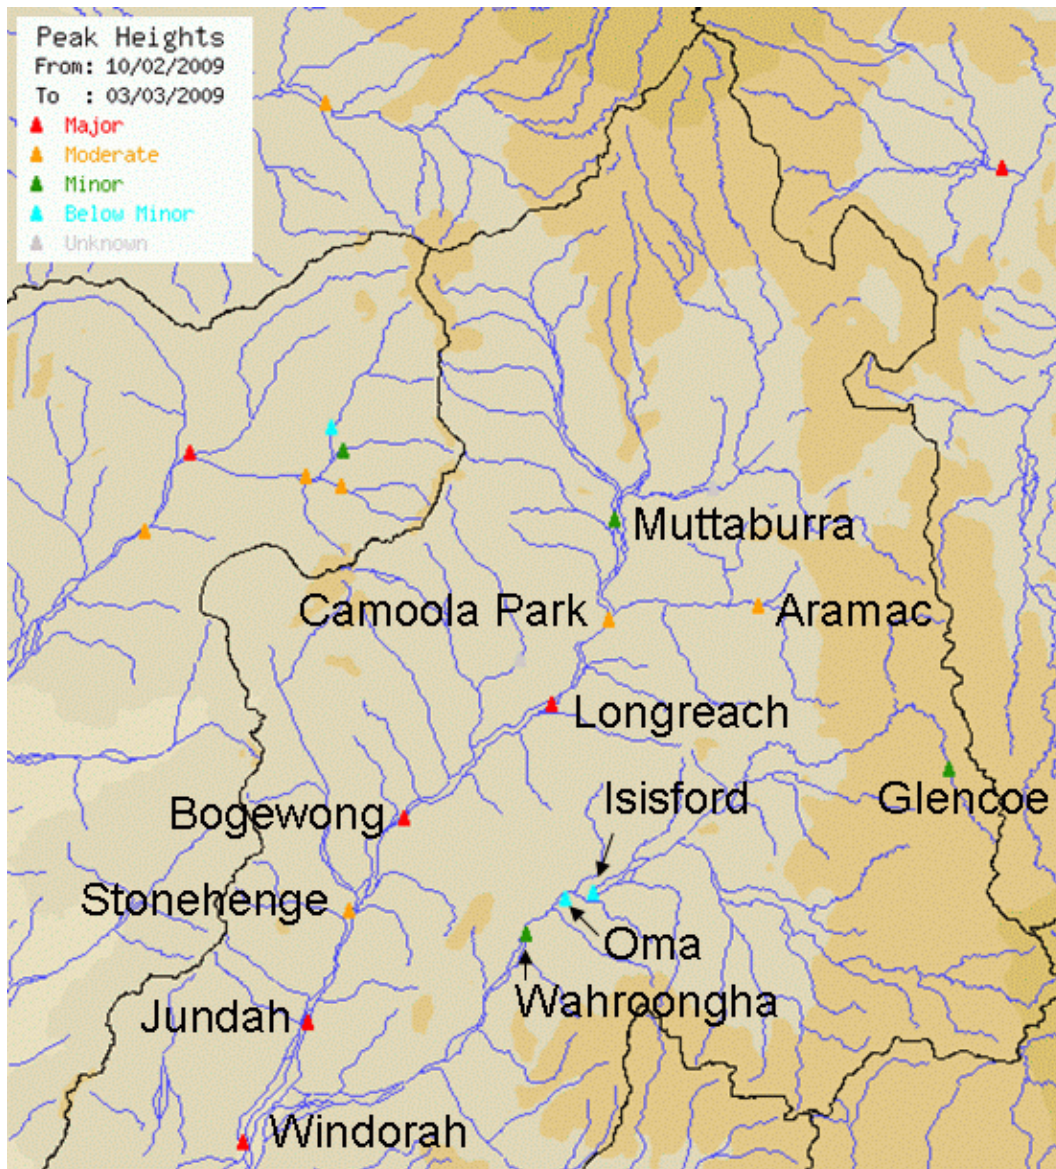 Peak Heights
From: 10/02/2009
To : 03/03/2009
Major
Moderate
Minor
Below Minor
Unknown
Muttaburra
Camoola Park
Aramac
Longreach
Isisford
Glencoe
Bogewong
Stonehenge
Oma
Wahroongha
Jundah
Windorah